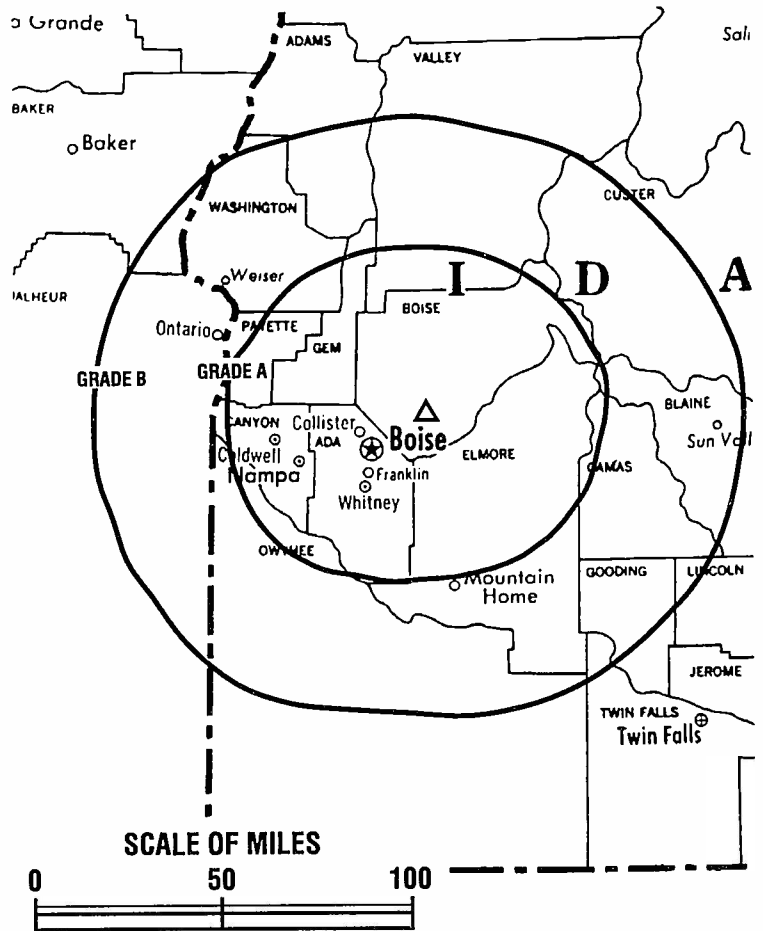 a Grande
ADAMS
VALLEY
Sal
BAKER
Baker
WASHINGTON
CUSTER
Weiser
I D A
ALHEUR
BOISE
Ontario
PAYETTE
GEM
GRADE B
GRADE A
BLAINE
CANYON
Collister
ADA
Boise
Sun Vall
Caldwell
ELMORE
CAMAS
Nampa
Franklin
Whitney
OWYHEE
Mountain
Home
GOODING
LINCOLN
JEROME
TWIN FALLS
Twin Falls
SCALE OF MILES
0 50 100